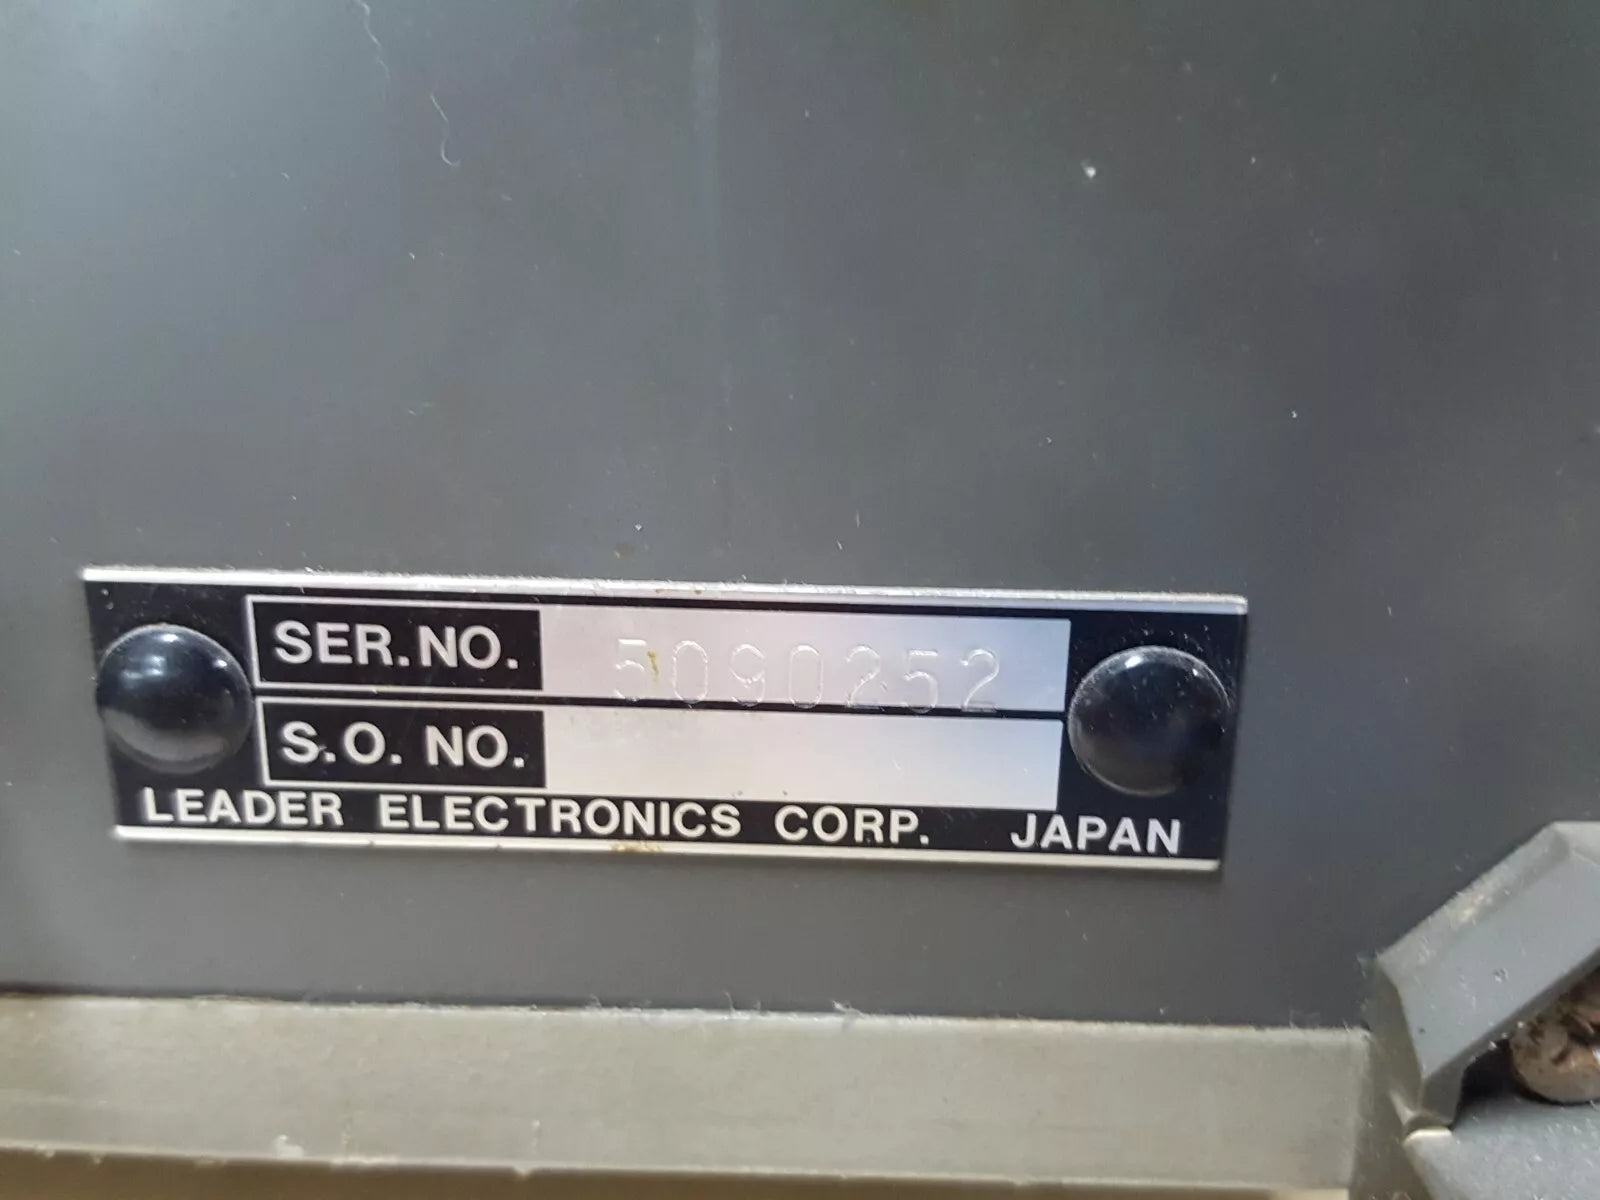 SER.NO. 5090252
S.O. NO.
LEADER ELECTRONICS CORP. JAPAN